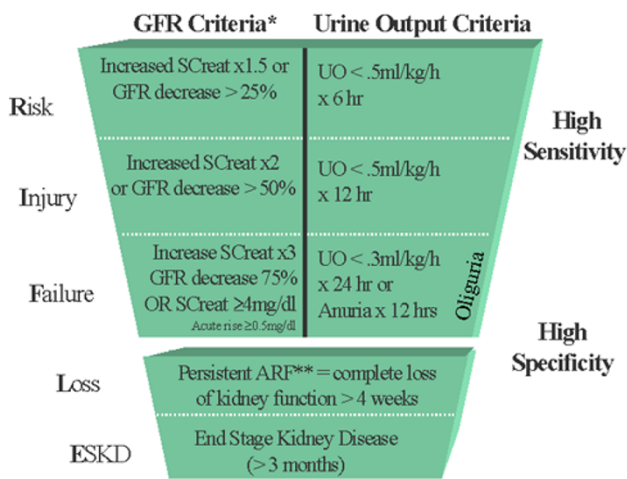 GFR Criteria*
Urine Output Criteria
Risk
Increased SCreat x1.5 or
GFR decrease > 25%
UO < .5ml/kg/h
x 6 hr
High
Sensitivity
Injury
Increased SCreat x2
or GFR decrease > 50%
UO < .5ml/kg/h
x 12 hr
Failure
Increase SCreat x3
GFR decrease 75%
OR SCreat ≥4mg/dl
Acute rise ≥0.5mg/dl
UO < .3ml/kg/h
x 24 hr or
Anuria x 12 hrs
Oliguria
High
Specificity
Loss
Persistent ARF** = complete loss
of kidney function > 4 weeks
ESKD
End Stage Kidney Disease
(> 3 months)